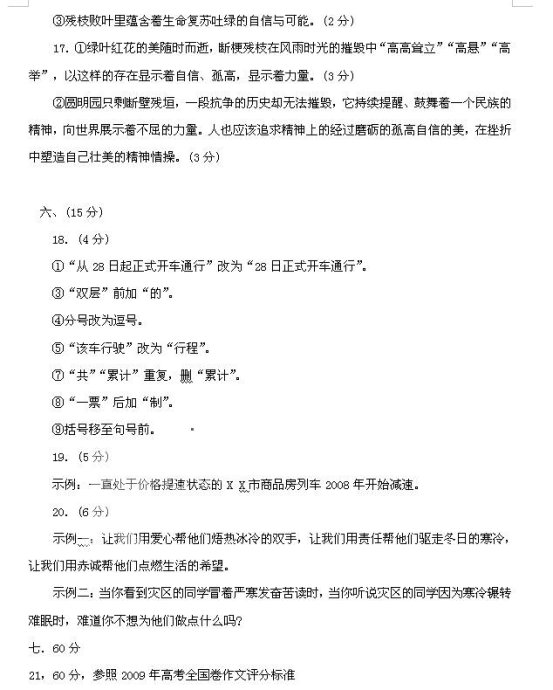 ③残枝败叶里蕴含着生命复苏吐绿的自信与可能。(2 分)
17. ①绿叶红花的美随时而逝，断梗残枝在风雨时光的摧毁中“高高耸立”“高悬”“高
举”，以这样的存在显示着自信、孤高，显示着力量。(3 分)
②圆明园只剩断壁残垣，一段抗争的历史却无法摧毁，它持续提醒、鼓舞着一个民族的
精神，向世界展示着不屈的力量。人也应该追求精神上的经过磨砺的孤高自信的美，在挫折
中塑造自己壮美的精神情操。(3 分)
六、(15 分)
18. (4 分)
①“从 28 日起正式开车通行”改为“28 日正式开车通行”。
③“双层”前加“的”。
④分号改为逗号。
⑤“该车行驶”改为“行程”。
⑦“共”“累计”重复，删“累计”。
⑧“一票”后加“制”。
⑨括号移至句号前。
19. (5 分)
示例：一直处于价格提速状态的 X X 市商品房列车 2008 年开始减速。
20. (6 分)
示例一：让我们用爱心帮他们焐热冰冷的双手，让我们用责任帮他们驱走冬日的寒冷，
让我们用赤诚帮他们点燃生活的希望。
示例二：当你看到灾区的同学冒着严寒发奋苦读时，当你听说灾区的同学因为寒冷辗转
难眠时，难道你不想为他们做点什么吗？
七．60 分
21，60 分，参照 2009 年高考全国卷作文评分标准